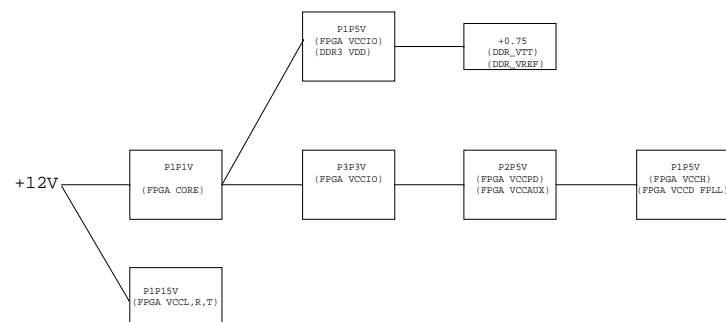 P1P5V
(FPGA VCCIO)
(DDR3 VDD)
+0.75
(DDR_VTT)
(DDR_VREF)
+12V
P1P1V
(FPGA CORE)
P3P3V
(FPGA VCCIO)
P2P5V
(FPGA VCCPD)
(FPGA VCCAUX)
P1P5V
(FPGA VCCH)
(FPGA VCCD FPLL)
P1P15V
(FPGA VCCL,R,T)